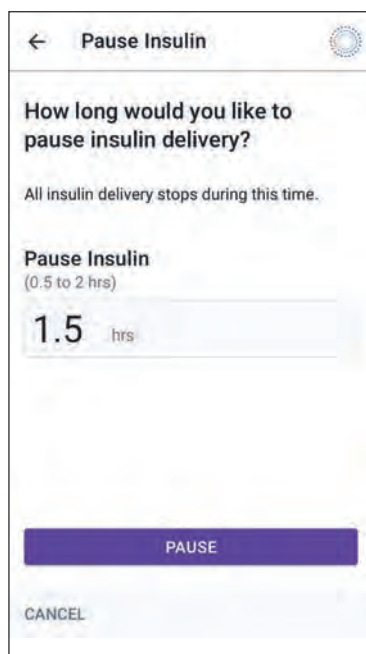 ← Pause Insulin
How long would you like to
pause insulin delivery?
All insulin delivery stops during this time.
Pause Insulin
(0.5 to 2 hrs)
1.5 hrs
PAUSE
CANCEL